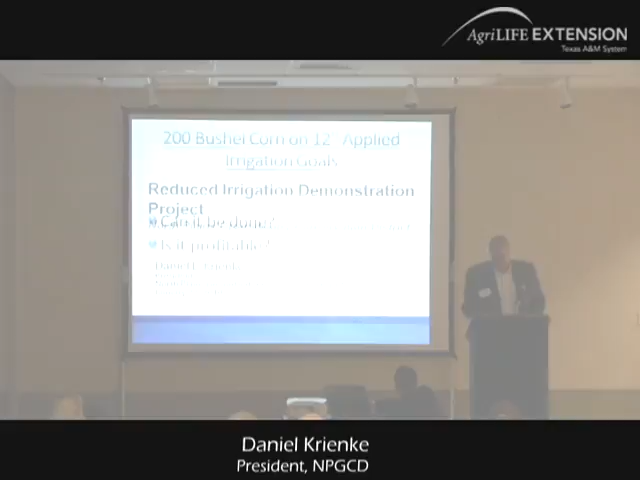 AgriLIFE EXTENSION
Texas A&M System
200 Bushel Corn on 12" Applied
Irrigation Goals
Reduced Irrigation Demonstration
Project
Can it be done?
Is it profitable?
Daniel Krienke
President, NPGCD